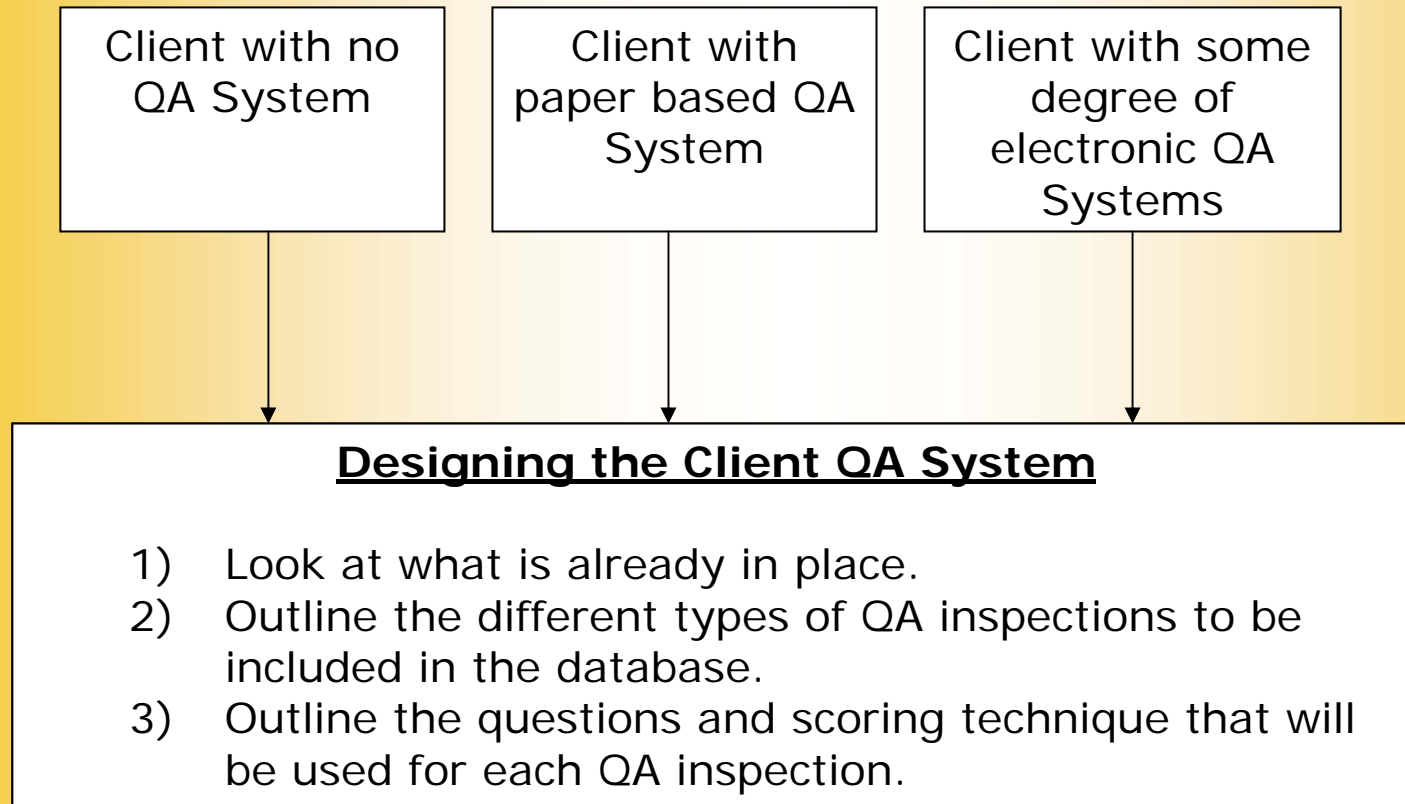 Client with no
QA System
Client with
paper based QA
System
Client with some
degree of
electronic QA
Systems
Designing the Client QA System
1) Look at what is already in place.
2) Outline the different types of QA inspections to be
included in the database.
3) Outline the questions and scoring technique that will
be used for each QA inspection.